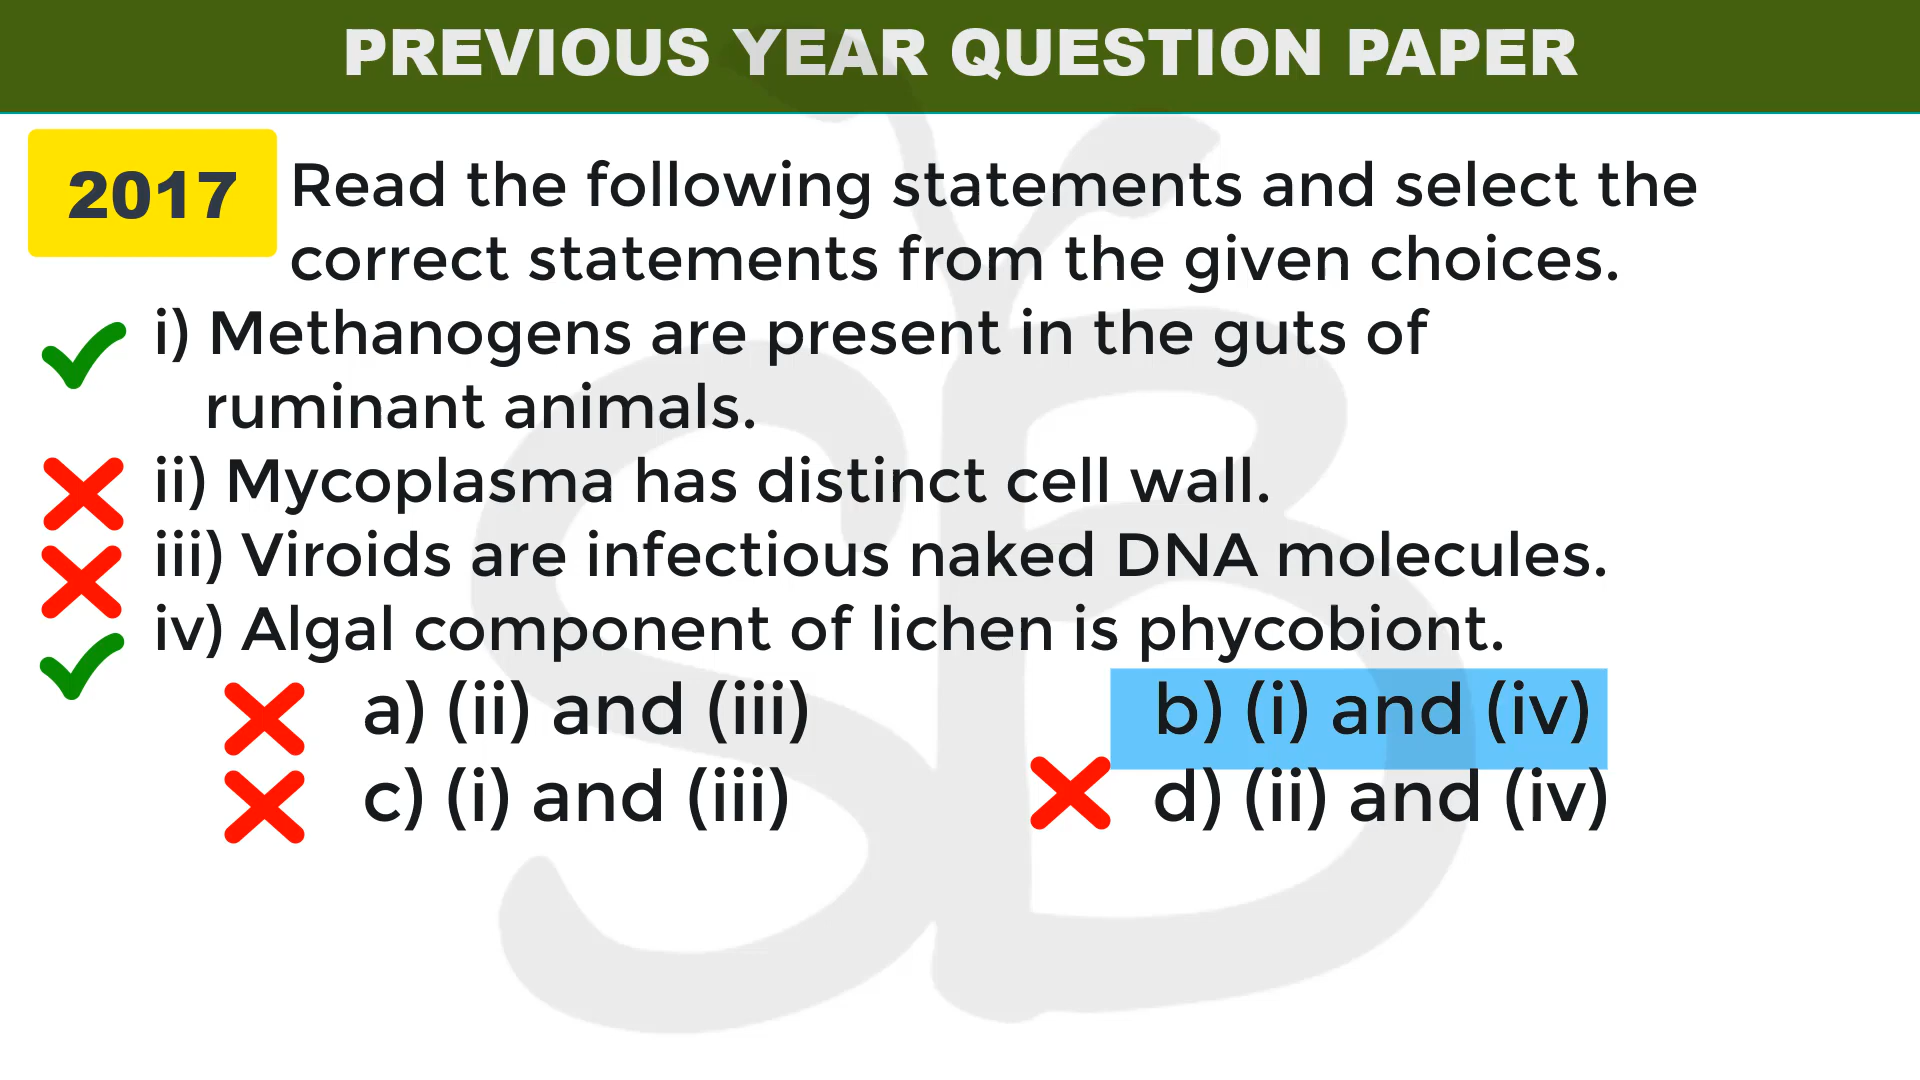 PREVIOUS YEAR QUESTION PAPER
2017
Read the following statements and select the
correct statements from the given choices.
i) Methanogens are present in the guts of
ruminant animals.
ii) Mycoplasma has distinct cell wall.
iii) Viroids are infectious naked DNA molecules.
iv) Algal component of lichen is phycobiont.
a) (ii) and (iii) b) (i) and (iv)
c) (i) and (iii) d) (ii) and (iv)
SB